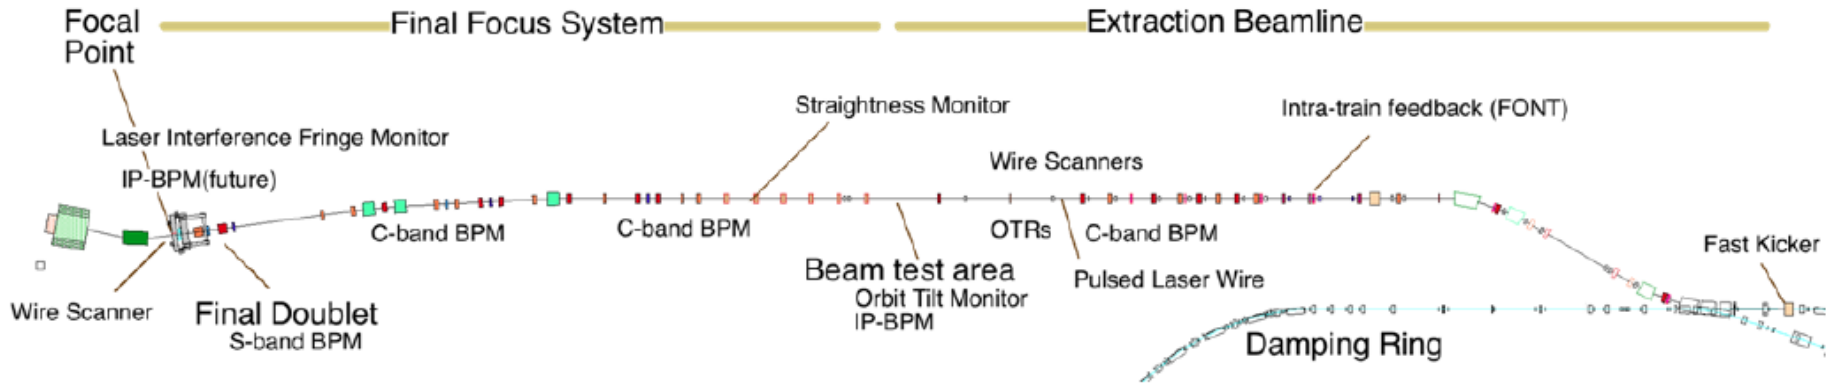 Focal
Point
Final Focus System
Extraction Beamline
Straightness Monitor
Intra-train feedback (FONT)
Laser Interference Fringe Monitor
Wire Scanners
IP-BPM(future)
C-band BPM
C-band BPM
OTRs
C-band BPM
Fast Kicker
Beam test area
Orbit Tilt Monitor
IP-BPM
Pulsed Laser Wire
Wire Scanner
Final Doublet
S-band BPM
Damping Ring